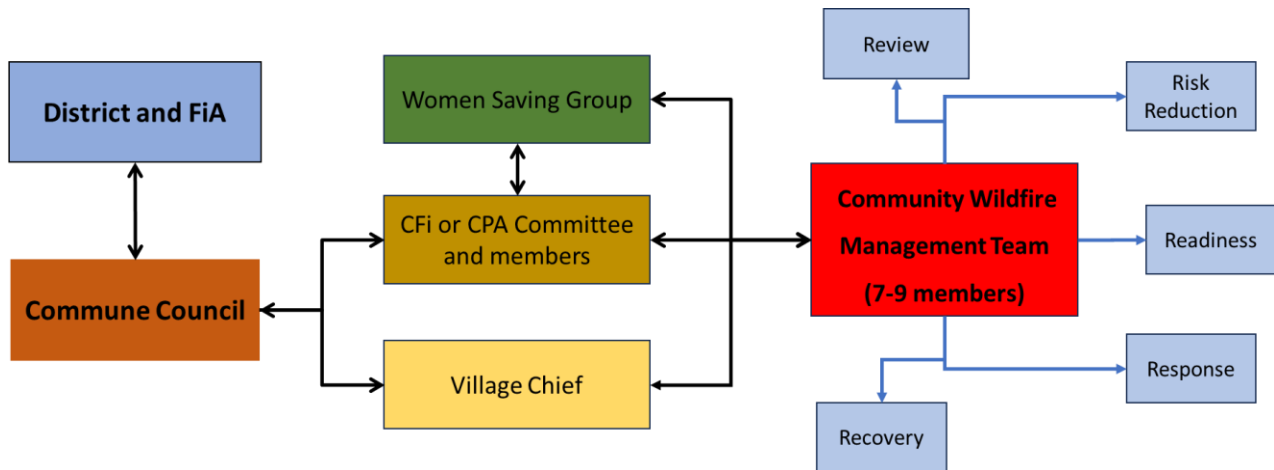 District and FiA
Commune Council
Women Saving Group
CFi or CPA Committee
and members
Village Chief
Community Wildfire
Management Team
(7-9 members)
Review
Risk
Reduction
Readiness
Response
Recovery